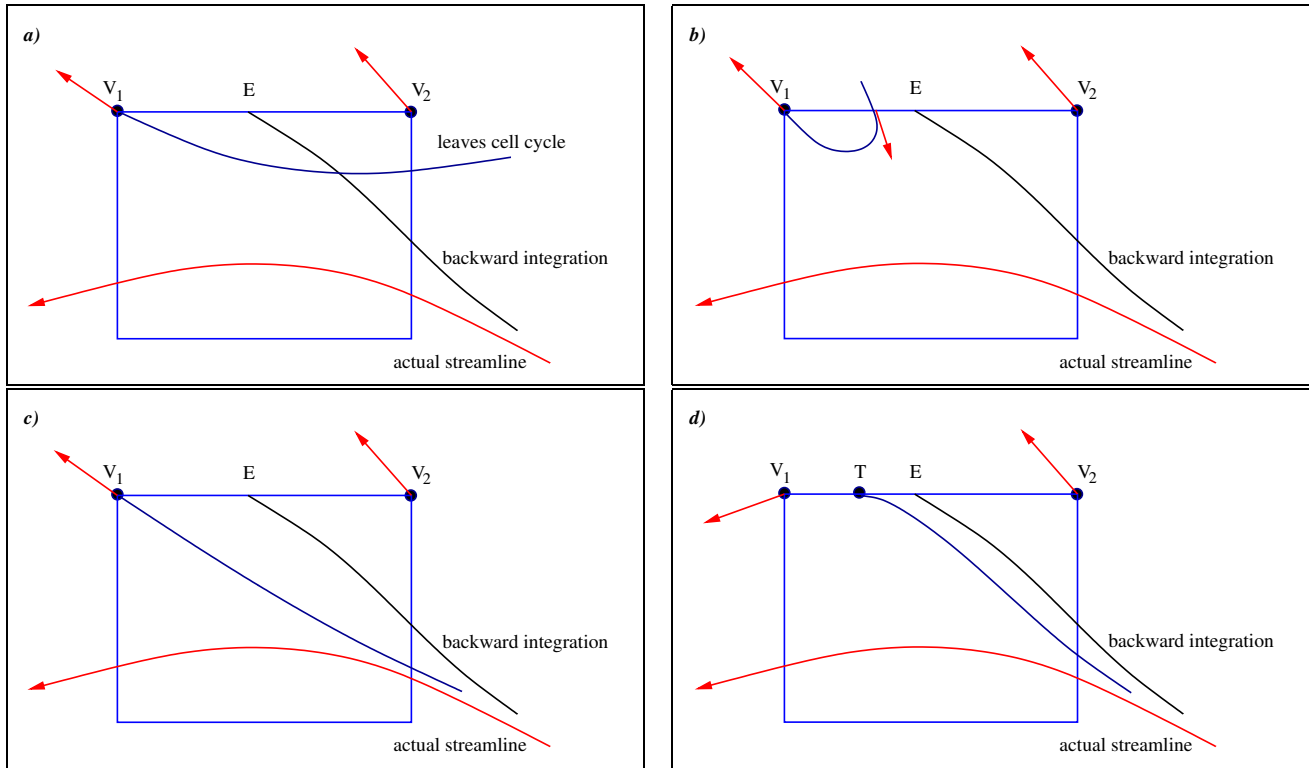 a)
V1
E
V2
leaves cell cycle
backward integration
actual streamline
b)
V1
E
V2
backward integration
actual streamline
c)
V1
E
V2
backward integration
actual streamline
d)
V1
T
E
V2
backward integration
actual streamline